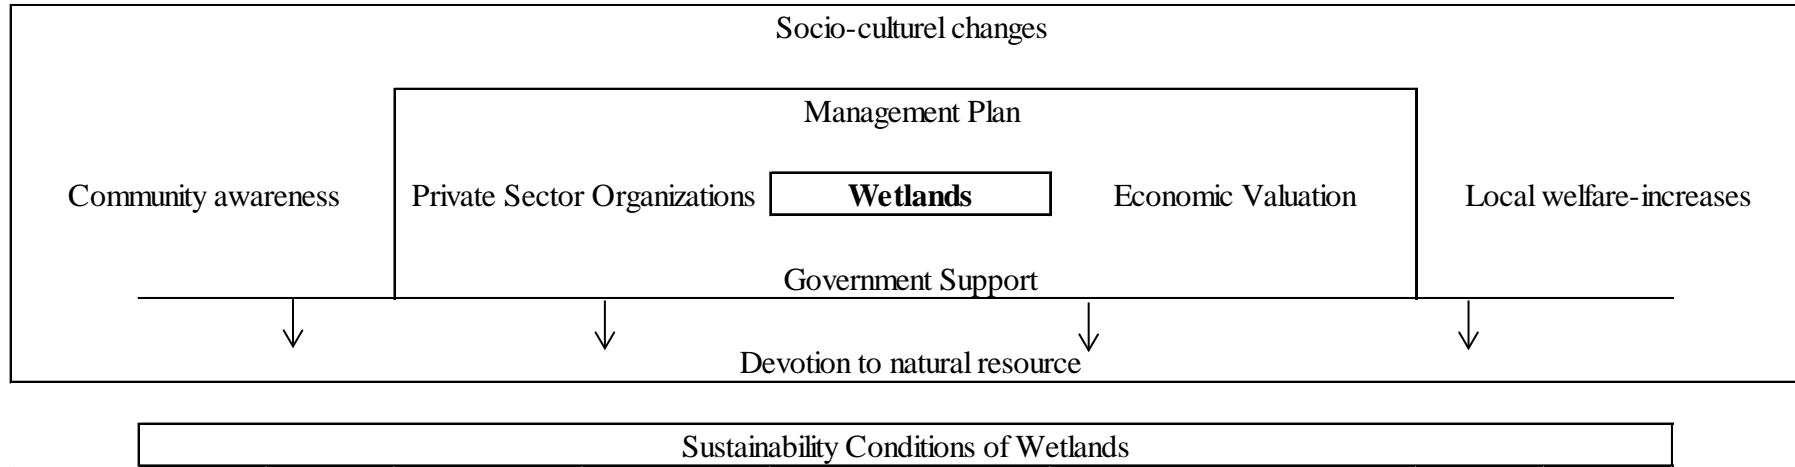 Socio-culturel changes
Management Plan
Community awareness Private Sector Organizations Wetlands Economic Valuation Local welfare-increases
Government Support
Devotion to natural resource
Sustainability Conditions of Wetlands